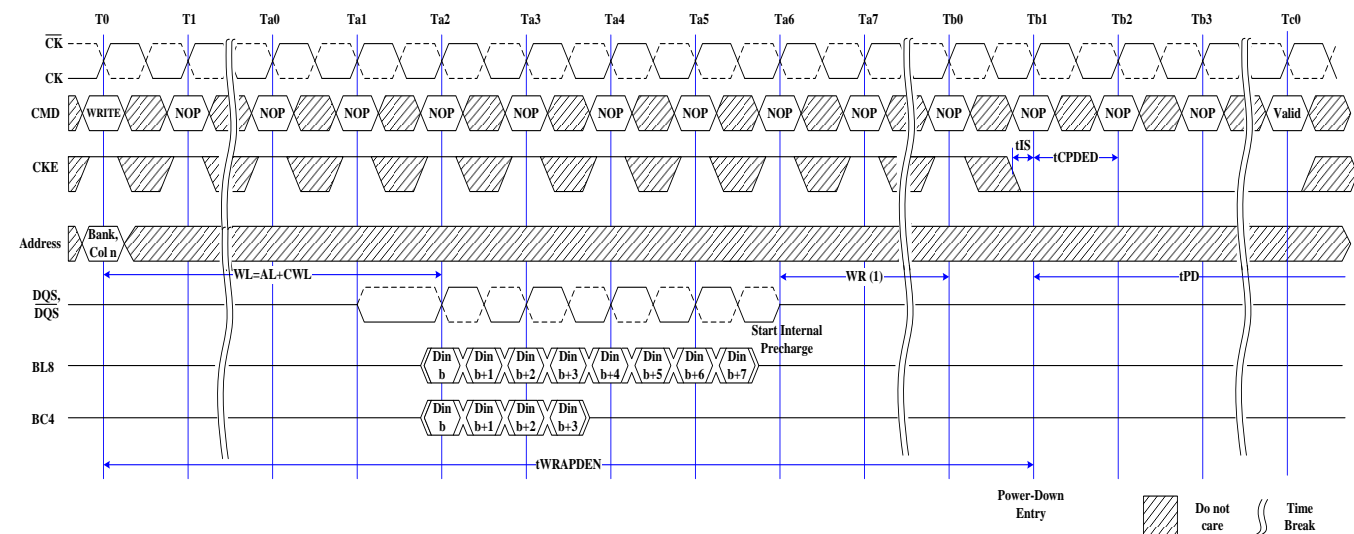 T0 T1 Ta0 Ta1 Ta2 Ta3 Ta4 Ta5 Ta6 Ta7 Tb0 Tb1 Tb2 Tb3 Tc0
CK
CK
CMD WRITE NOP NOP NOP NOP NOP NOP NOP NOP NOP NOP NOP NOP NOP Valid
tIS
CKE tCPDED
Address Bank,
Col n
WL=AL+CWL WR (1) tPD
DQS,
DQS
Start Internal
Precharge
BL8 Din Din Din Din Din Din Din Din
b b+1 b+2 b+3 b+4 b+5 b+6 b+7
BC4 Din Din Din Din
b b+1 b+2 b+3
tWRAPDEN
Power-Down
Entry
Do not
care
Time
Break